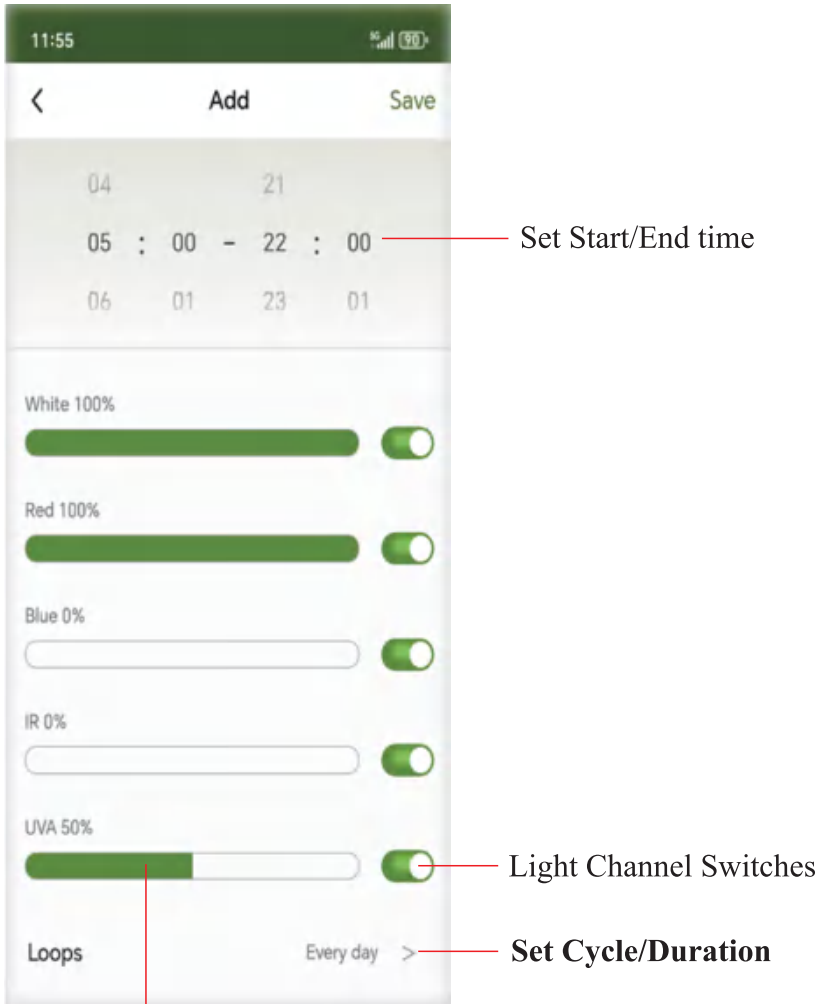 11:55 5G 90
< Add Save
04 21
05 : 00 - 22 : 00 Set Start/End time
06 01 23 01
White 100%
Red 100%
Blue 0%
IR 0%
UVA 50%
Light Channel Switches
Loops Every day > Set Cycle/Duration